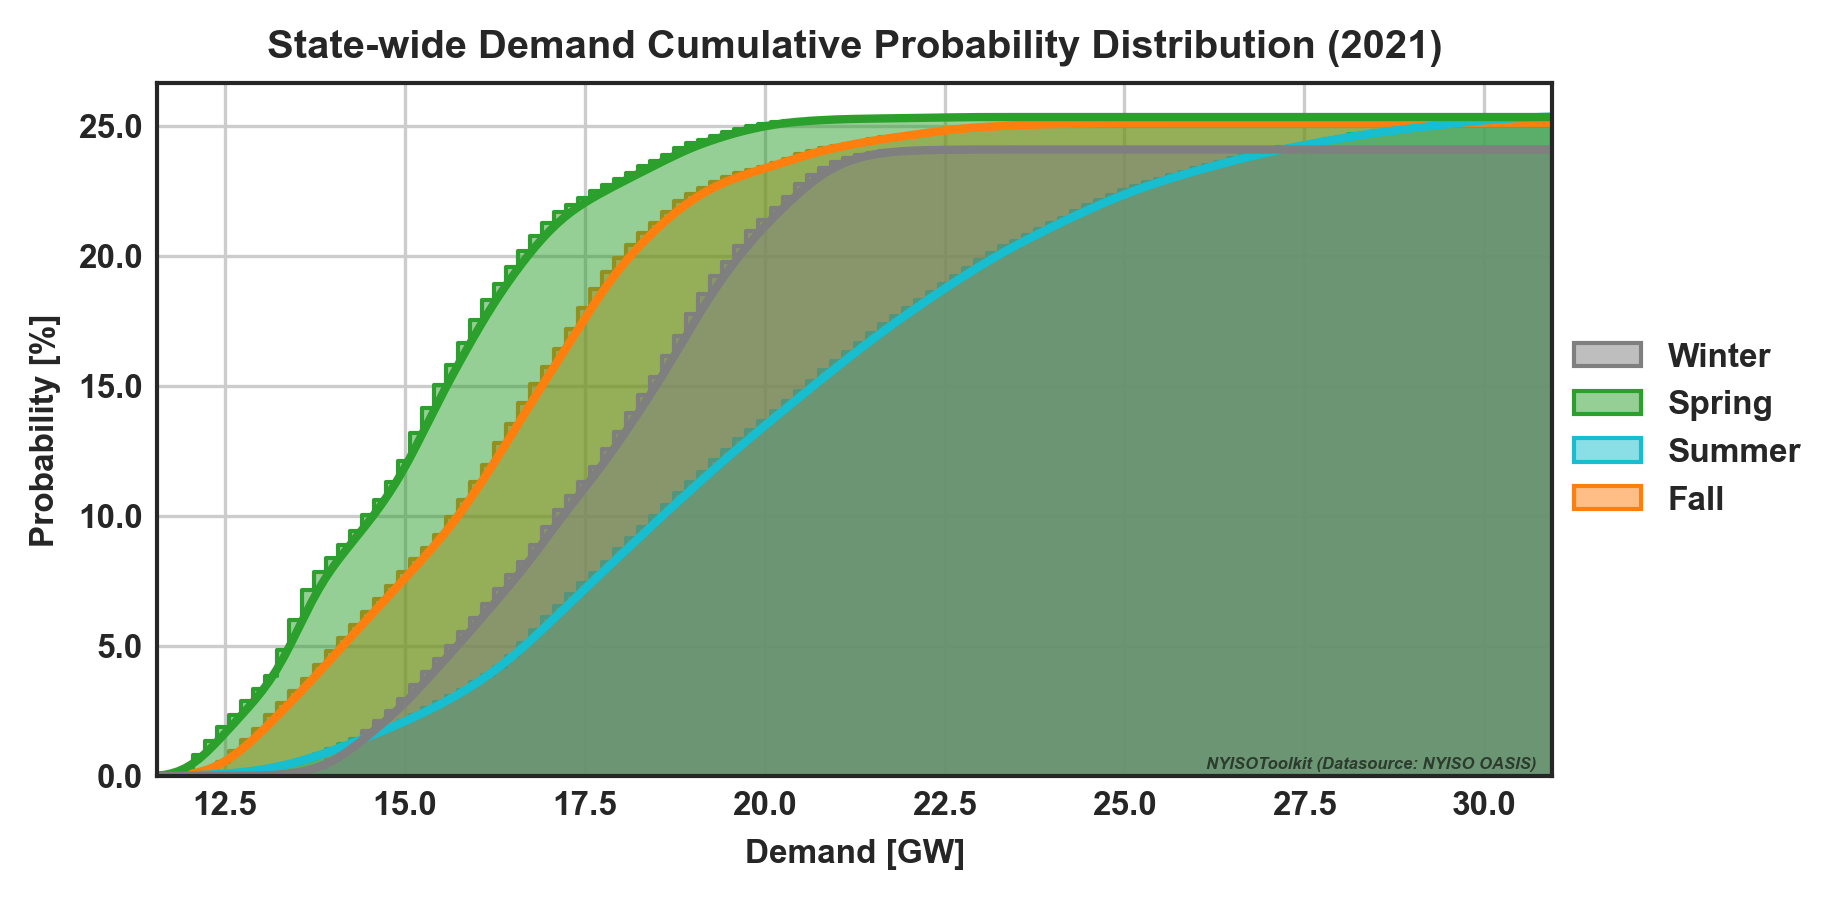 State-wide Demand Cumulative Probability Distribution (2021)
25.0
20.0
15.0
10.0
5.0
0.0
Probability [%]
12.5 15.0 17.5 20.0 22.5 25.0 27.5 30.0
Demand [GW]
NYISOToolkit (Datasource: NYISO OASIS)
Winter
Spring
Summer
Fall